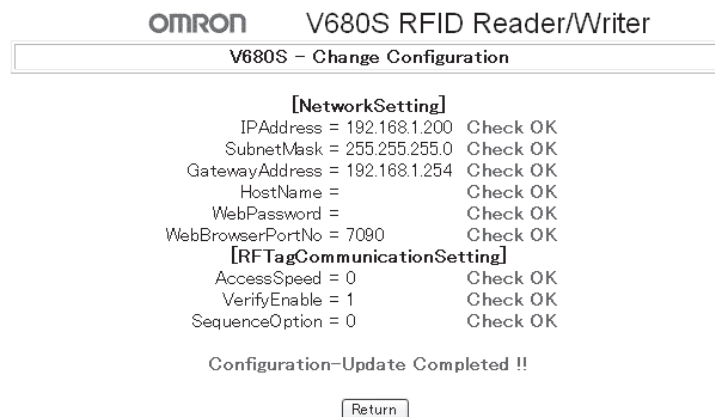 OMRON V680S RFID Reader/Writer
V680S - Change Configuration
[NetworkSetting]
IPAddress = 192.168.1.200 Check OK
SubnetMask = 255.255.255.0 Check OK
GatewayAddress = 192.168.1.254 Check OK
HostName = Check OK
WebPassword = Check OK
WebBrowserPortNo = 7090 Check OK
[RFTagCommunicationSetting]
AccessSpeed = 0 Check OK
VerifyEnable = 1 Check OK
SequenceOption = 0 Check OK
Configuration-Update Completed !!
Return